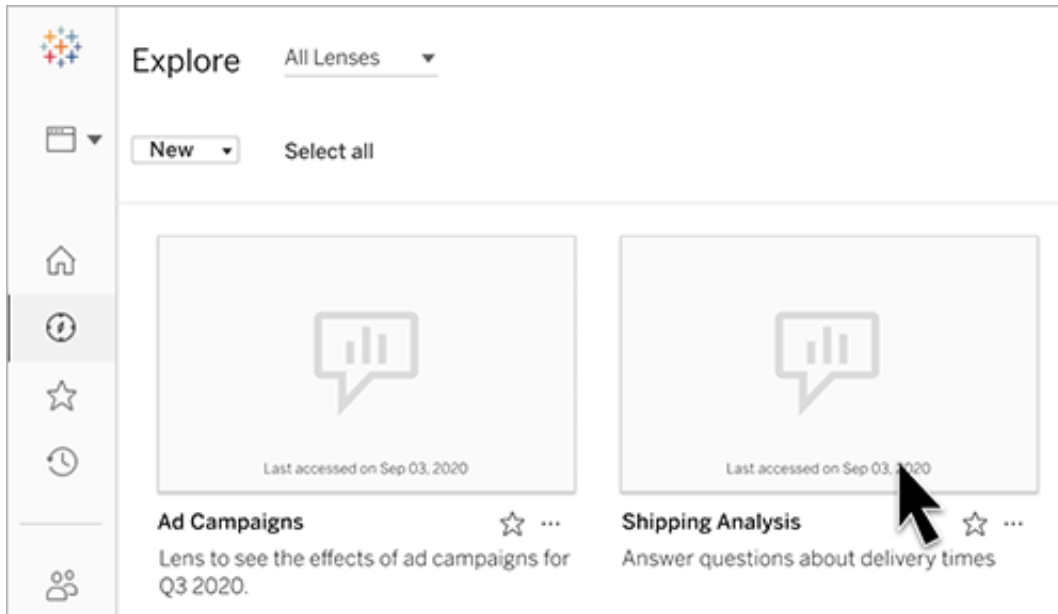 Explore
All Lenses
New
Select all
Last accessed on Sep 03, 2020
Last accessed on Sep 03, 2020
Ad Campaigns
...
Shipping Analysis
...
Lens to see the effects of ad campaigns for
Q3 2020.
Answer questions about delivery times